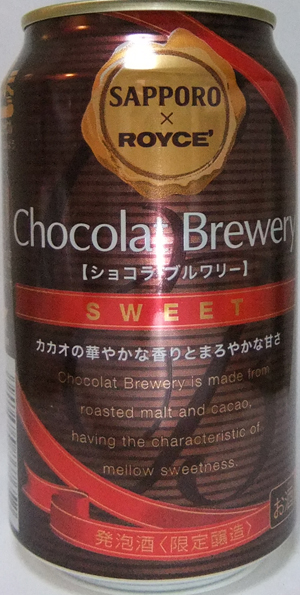 SAPPORO
×
ROYCE'
Chocolat Brewery
【ショコラ ブルワリー】
SWEET
カカオの華やかな香りとまろやかな甘さ
Chocolat Brewery is made from
roasted malt and cacao,
having the characteristic of
mellow sweetness.
お酒
発泡酒〈限定醸造〉